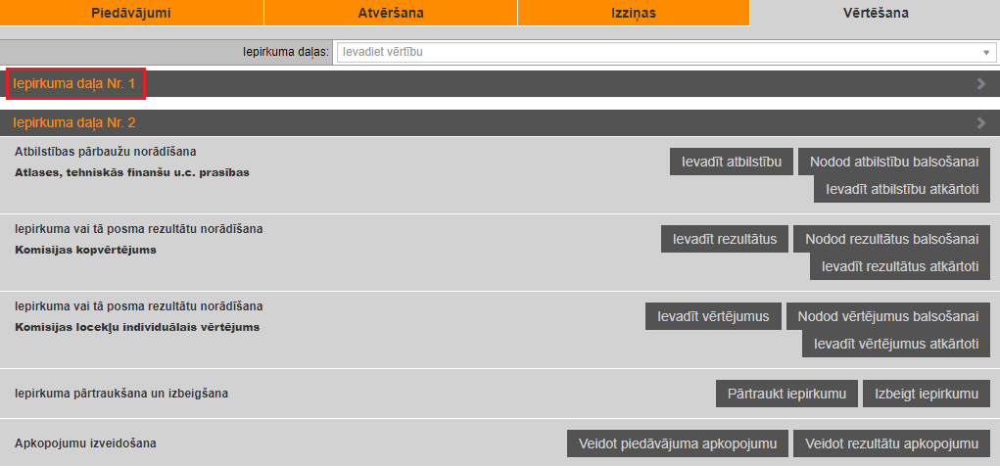 Piedāvājumi Atvēršana Izziņas Vērtēšana
Iepirkuma daļas: Ievadiet vērtību
Iepirkuma daļa Nr. 1
Iepirkuma daļa Nr. 2
Atbilstības pārbaužu norādīšana
Atlases, tehniskās finanšu u.c. prasības
Ievadīt atbilstību Nodod atbilstību balsošanai
Ievadīt atbilstību atkārtoti
Iepirkuma vai tā posma rezultātu norādīšana
Komisijas kopvērtējums
Ievadīt rezultātus Nodod rezultātus balsošanai
Ievadīt rezultātus atkārtoti
Iepirkuma vai tā posma rezultātu norādīšana
Komisijas locekļu individuālais vērtējums
Ievadīt vērtējumus Nodod vērtējumus balsošanai
Ievadīt vērtējumus atkārtoti
Iepirkuma pārtraukšana un izbeigšana Pārtraukt iepirkumu Izbeigt iepirkumu
Apkopojumu izveidošana Veidot piedāvājuma apkopojumu Veidot rezultātu apkopojumu